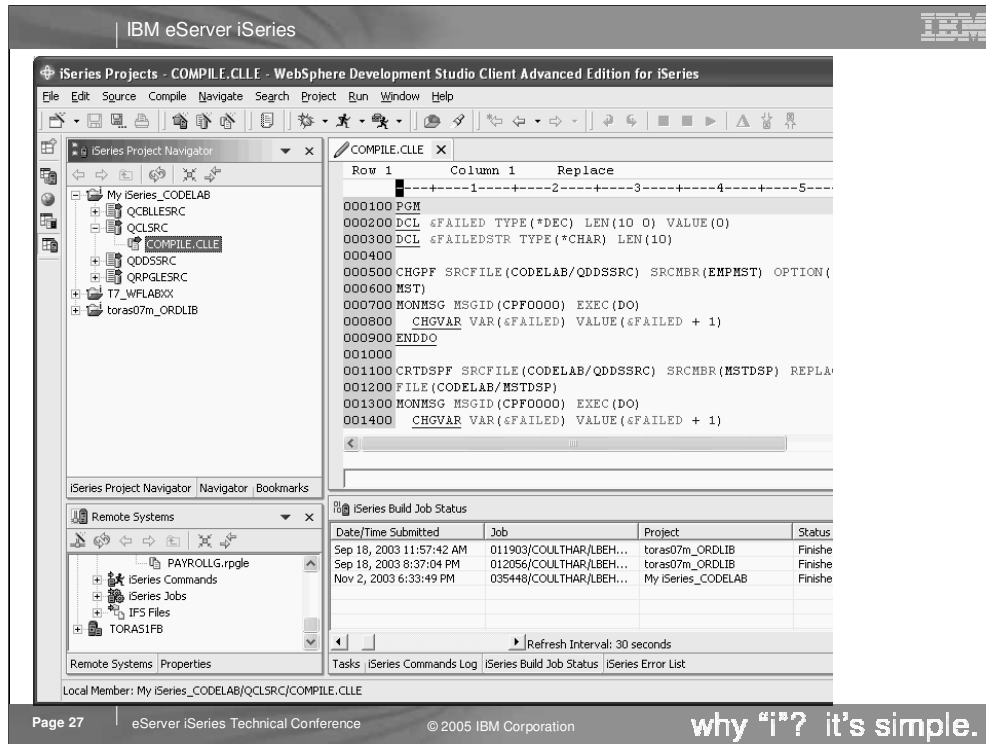 IBM eServer iSeries
IBM
iSeries Projects - COMPILE.CLLE - WebSphere Development Studio Client Advanced Edition for iSeries
File Edit Source Compile Navigate Search Project Run Window Help
iSeries Project Navigator
My iSeries_CODELAB
QCBLLESRC
QCLSRC
COMPILE.CLLE
QDDSSRC
QRPGLESRC
T7_WFLABXX
toras07m_ORDLIB
iSeries Project Navigator Navigator Bookmarks
COMPILE.CLLE
Row 1 Column 1 Replace
----+----1----+----2----+----3----+----4----+----5----
000100 PGM
000200 DCL &FAILED TYPE(*DEC) LEN(10 0) VALUE(0)
000300 DCL &FAILEDSTR TYPE(*CHAR) LEN(10)
000400
000500 CHGPF SRCFILE(CODELAB/QDDSSRC) SRCMBR(EMPMST) OPTION(
000600 MST)
000700 MONMSG MSGID(CPF0000) EXEC(DO)
000800 CHGVAR VAR(&FAILED) VALUE(&FAILED + 1)
000900 ENDDO
001000
001100 CRTDSPF SRCFILE(CODELAB/QDDSSRC) SRCMBR(MSTDSP) REPLA
001200 FILE(CODELAB/MSTDSP)
001300 MONMSG MSGID(CPF0000) EXEC(DO)
001400 CHGVAR VAR(&FAILED) VALUE(&FAILED + 1)
Remote Systems
PAYROLLG.rpgle
iSeries Commands
iSeries Jobs
IFS Files
TORAS1FB
Remote Systems Properties
iSeries Build Job Status
Date/Time Submitted Job Project Status
Sep 18, 2003 11:57:42 AM 011903/COULTHAR/LBEH... toras07m_ORDLIB Finishe
Sep 18, 2003 8:37:04 PM 012056/COULTHAR/LBEH... toras07m_ORDLIB Finishe
Nov 2, 2003 6:33:49 PM 035448/COULTHAR/LBEH... My iSeries_CODELAB Finishe
Refresh Interval: 30 seconds
Tasks iSeries Commands Log iSeries Build Job Status iSeries Error List
Local Member: My iSeries_CODELAB/QCLSRC/COMPILE.CLLE
Page 27
eServer iSeries Technical Conference
© 2005 IBM Corporation
why "i"? it's simple.